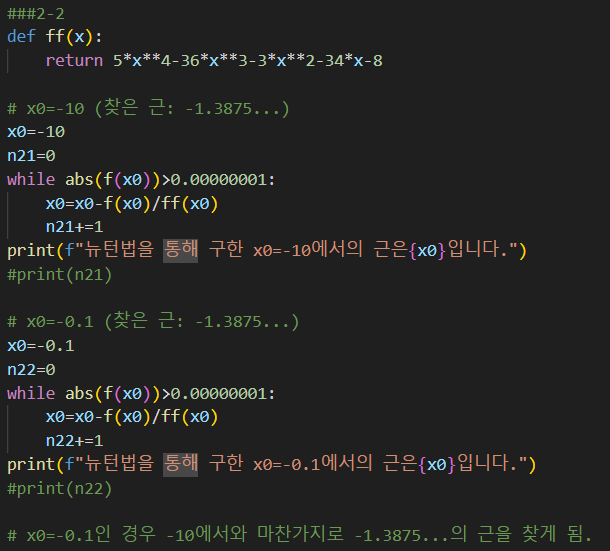 ###2-2
def ff(x):
    return 5*x**4-36*x**3-3*x**2-34*x-8
# x0=-10 (찾은 근: -1.3875...)
x0=-10
n21=0
while abs(f(x0))>0.00000001:
    x0=x0-f(x0)/ff(x0)
    n21+=1
print(f"뉴턴법을 통해 구한 x0=-10에서의 근은{x0}입니다.")
#print(n21)
# x0=-0.1 (찾은 근: -1.3875...)
x0=-0.1
n22=0
while abs(f(x0))>0.00000001:
    x0=x0-f(x0)/ff(x0)
    n22+=1
print(f"뉴턴법을 통해 구한 x0=-0.1에서의 근은{x0}입니다.")
#print(n22)
# x0=-0.1인 경우 -10에서와 마찬가지로 -1.3875...의 근을 찾게 됨.